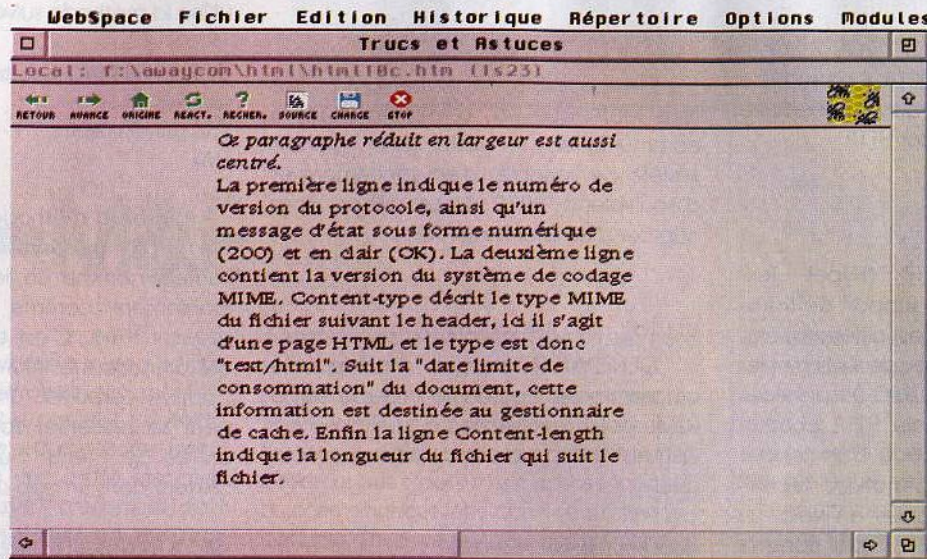 WebSpace Fichier Edition Historique Répertoire Options Modules
Trucs et Astuces
Local: f:\awaycom\html\html18c.htm (1s23)
RETOUR AVANCE ORIGINE REACT. RECHER. SOURCE CHARGE STOP
Ce paragraphe réduit en largeur est aussi
centré.
La première ligne indique le numéro de
version du protocole, ainsi qu'un
message d'état sous forme numérique
(200) et en clair (OK). La deuxième ligne
contient la version du système de codage
MIME. Content-type décrit le type MIME
du fichier suivant le header, ici il s'agit
d'une page HTML et le type est donc
"text/html". Suit la "date limite de
consommation" du document, cette
information est destinée au gestionnaire
de cache. Enfin la ligne Content-length
indique la longueur du fichier qui suit le
fichier.